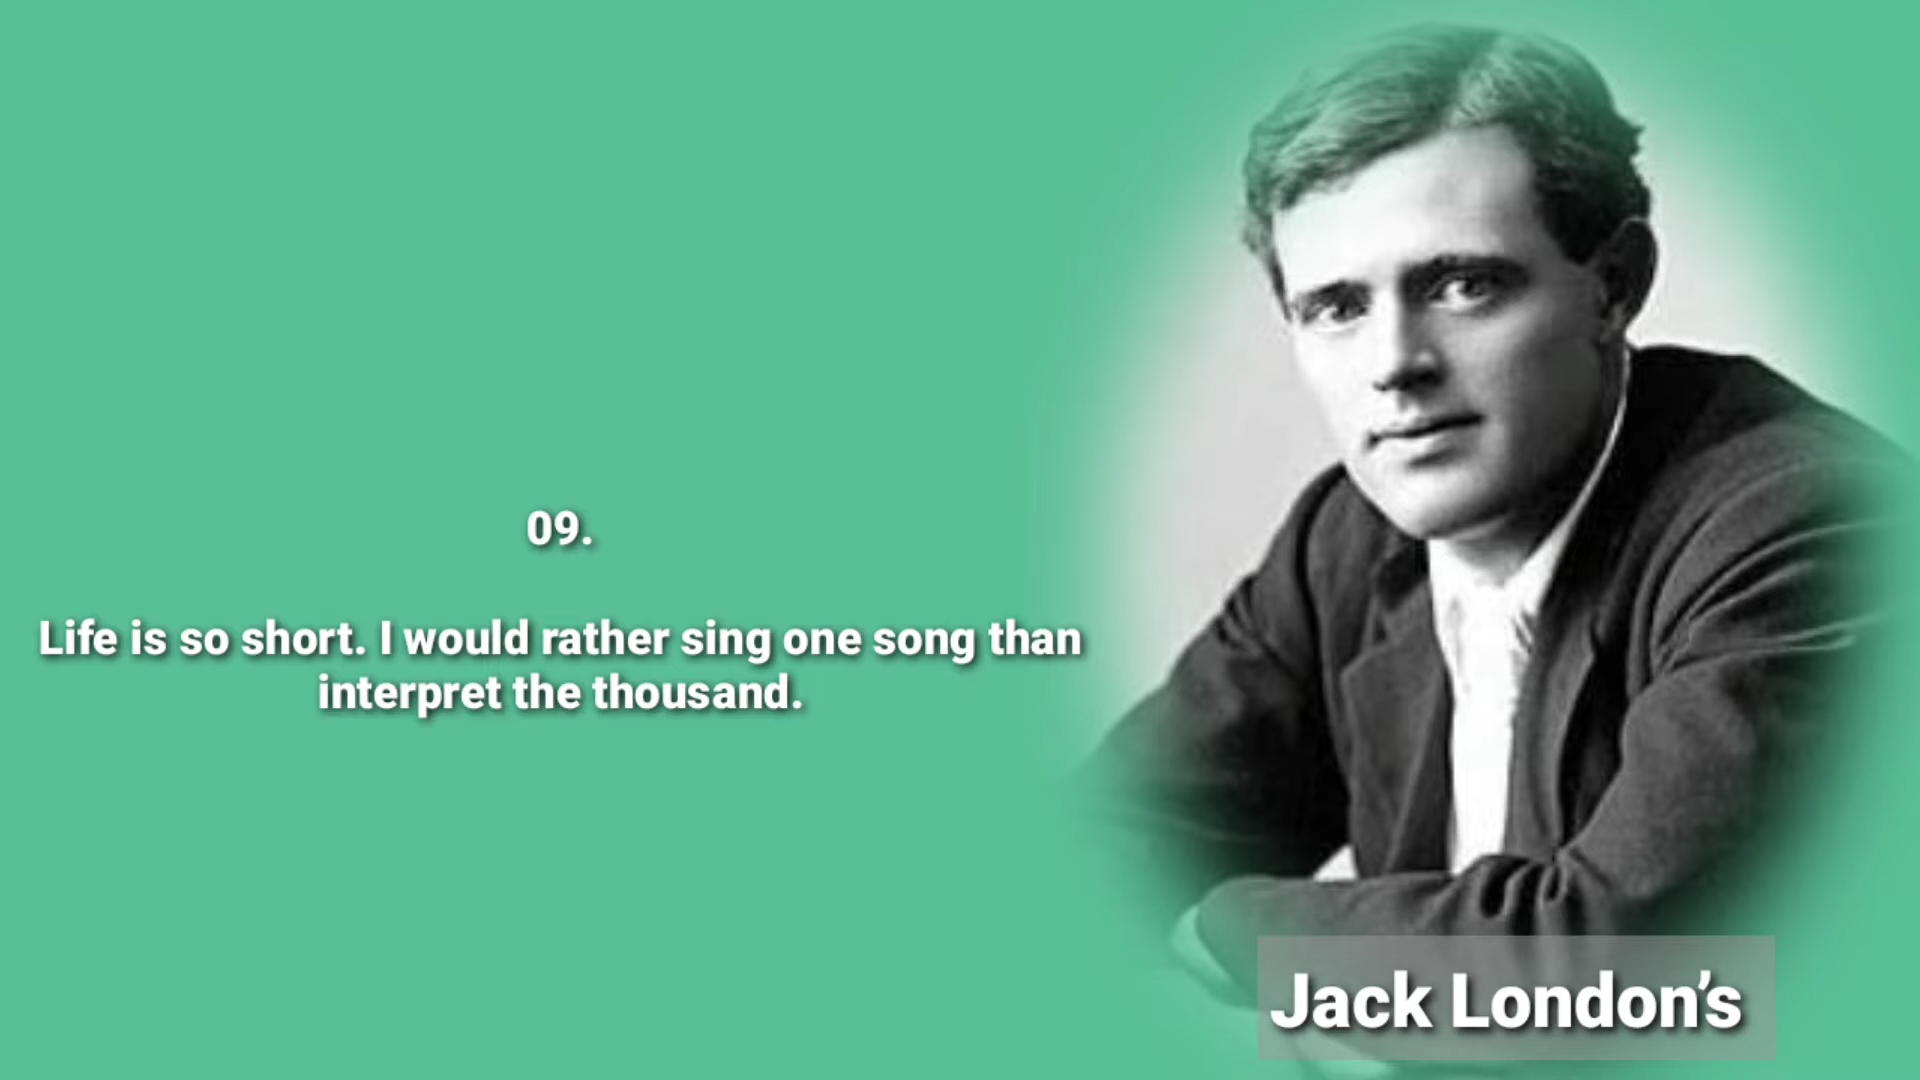 09.
Life is so short. I would rather sing one song than
interpret the thousand.
Jack London’s